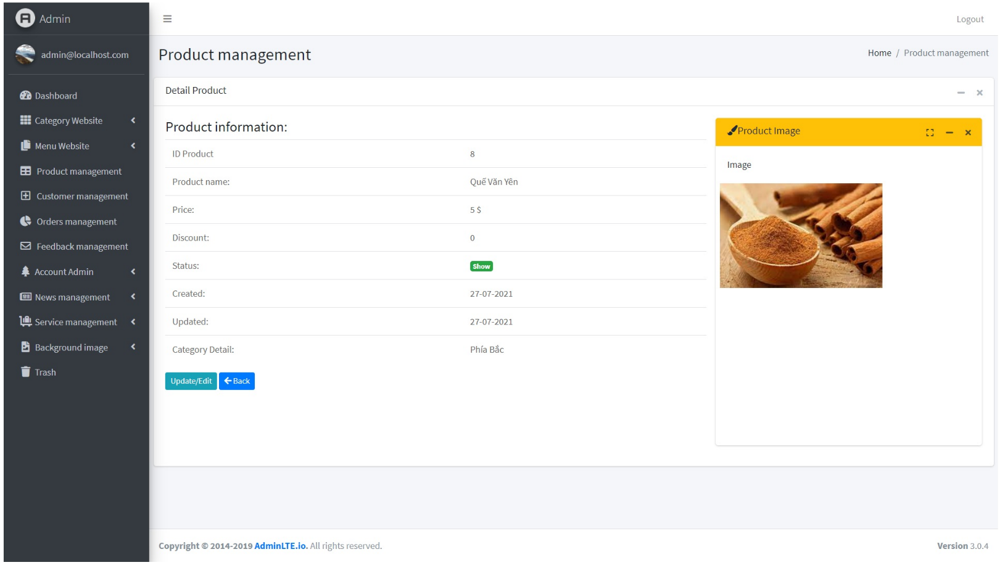 Admin
Logout
admin@localhost.com
Product management
Home / Product management
Dashboard
Category Website
Menu Website
Product management
Customer management
Orders management
Feedback management
Account Admin
News management
Service management
Background image
Trash
Detail Product
Product information:
ID Product 8
Product name: Quế Văn Yên
Price: 5 $
Discount: 0
Status: Show
Created: 27-07-2021
Updated: 27-07-2021
Category Detail: Phía Bắc
Update/Edit Back
Product Image
Image
Copyright © 2014-2019 AdminLTE.io. All rights reserved.
Version 3.0.4